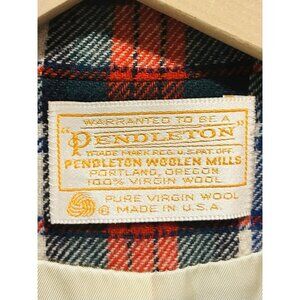 WARRANTED TO BE A
"PENDLETON"
TRADE MARK REG. U.S. PAT. OFF.
PENDLETON WOOLEN MILLS
PORTLAND, OREGON
100% VIRGIN WOOL
PURE VIRGIN WOOL
© MADE IN U.S.A.